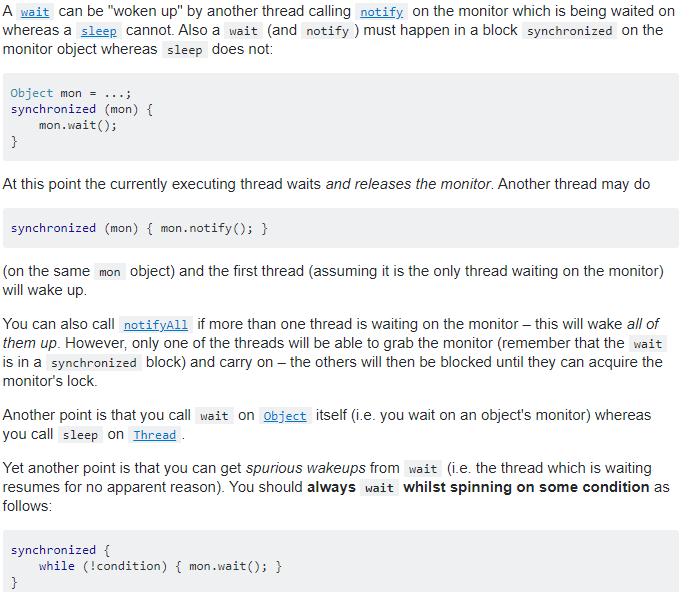 A wait can be "woken up" by another thread calling notify on the monitor which is being waited on
whereas a sleep cannot. Also a wait (and notify) must happen in a block synchronized on the
monitor object whereas sleep does not:
Object mon = ...;
synchronized (mon) {
    mon.wait();
}
At this point the currently executing thread waits and releases the monitor. Another thread may do
synchronized (mon) { mon.notify(); }
(on the same mon object) and the first thread (assuming it is the only thread waiting on the monitor)
will wake up.
You can also call notifyAll if more than one thread is waiting on the monitor – this will wake all of
them up. However, only one of the threads will be able to grab the monitor (remember that the wait
is in a synchronized block) and carry on – the others will then be blocked until they can acquire the
monitor's lock.
Another point is that you call wait on Object itself (i.e. you wait on an object's monitor) whereas
you call sleep on Thread.
Yet another point is that you can get spurious wakeups from wait (i.e. the thread which is waiting
resumes for no apparent reason). You should always wait whilst spinning on some condition as
follows:
synchronized {
    while (!condition) { mon.wait(); }
}